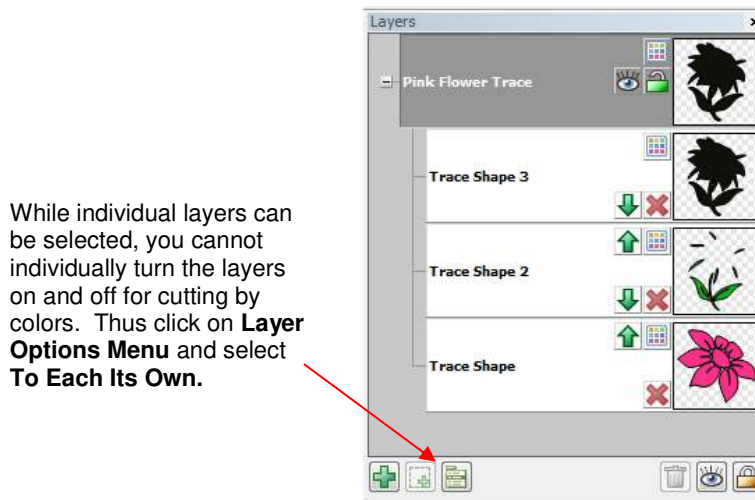 Layers
Pink Flower Trace
Trace Shape 3
Trace Shape 2
Trace Shape
While individual layers can
be selected, you cannot
individually turn the layers
on and off for cutting by
colors.  Thus click on Layer
Options Menu and select
To Each Its Own.